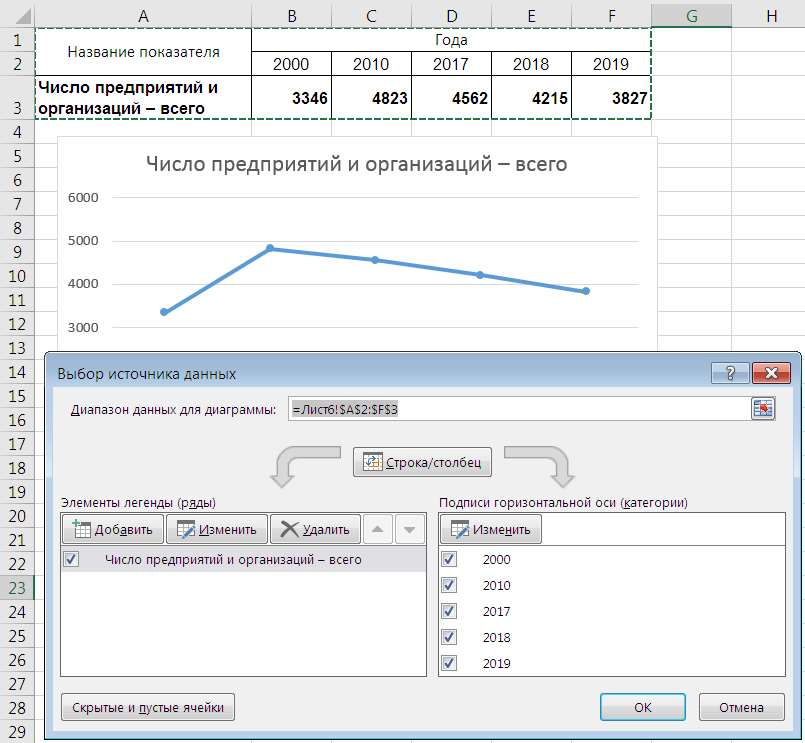 A B C D E F G H
1 Название показателя Года
2 2000 2010 2017 2018 2019
3 Число предприятий и
организаций – всего 3346 4823 4562 4215 3827
4
5
6
7
8
9
10
11
12
13
14
15
16
17
18
19
20
21
22
23
24
25
26
27
28
29
Число предприятий и организаций – всего
6000
5000
4000
3000
Выбор источника данных
?
Диапазон данных для диаграммы: =Лист6!$A$2:$F$3
Строка/столбец
Элементы легенды (ряды) Подписи горизонтальной оси (категории)
Добавить Изменить Удалить Изменить
Число предприятий и организаций – всего 2000
2010
2017
2018
2019
Скрытые и пустые ячейки ОК Отмена